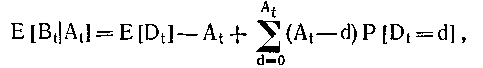 E[B_t|A_t] = E[D_t] − A_t + \sum_{d=0}^{A_t} (A_t − d) P[D_t = d],